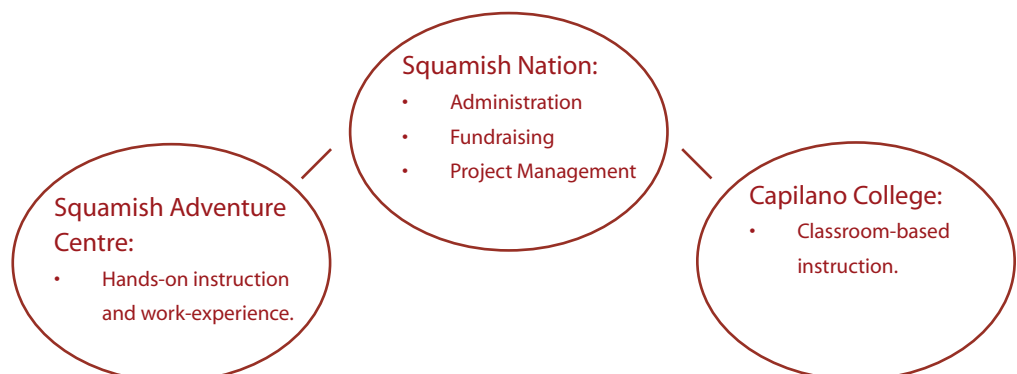 Squamish Nation:
• Administration
• Fundraising
• Project Management
Squamish Adventure
Centre:
• Hands-on instruction
and work-experience.
Capilano College:
• Classroom-based
instruction.